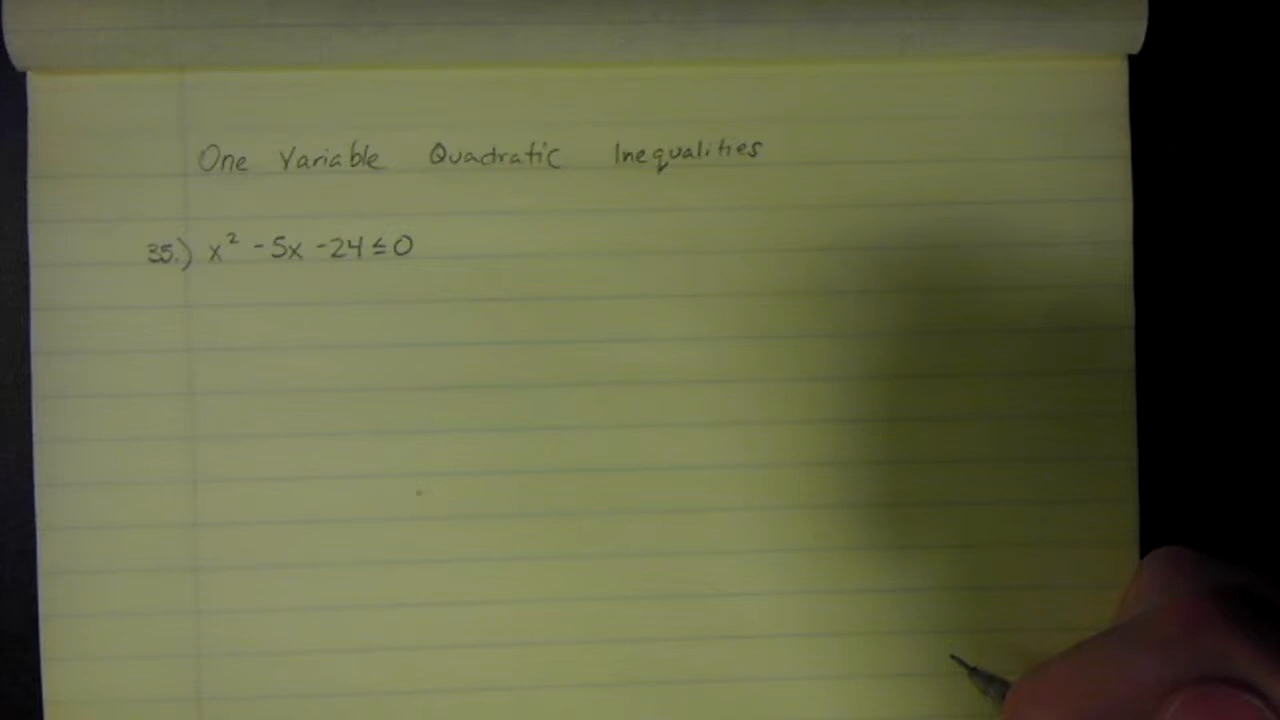 One Variable Quadratic Inequalities
35.) x² -5x -24≤0